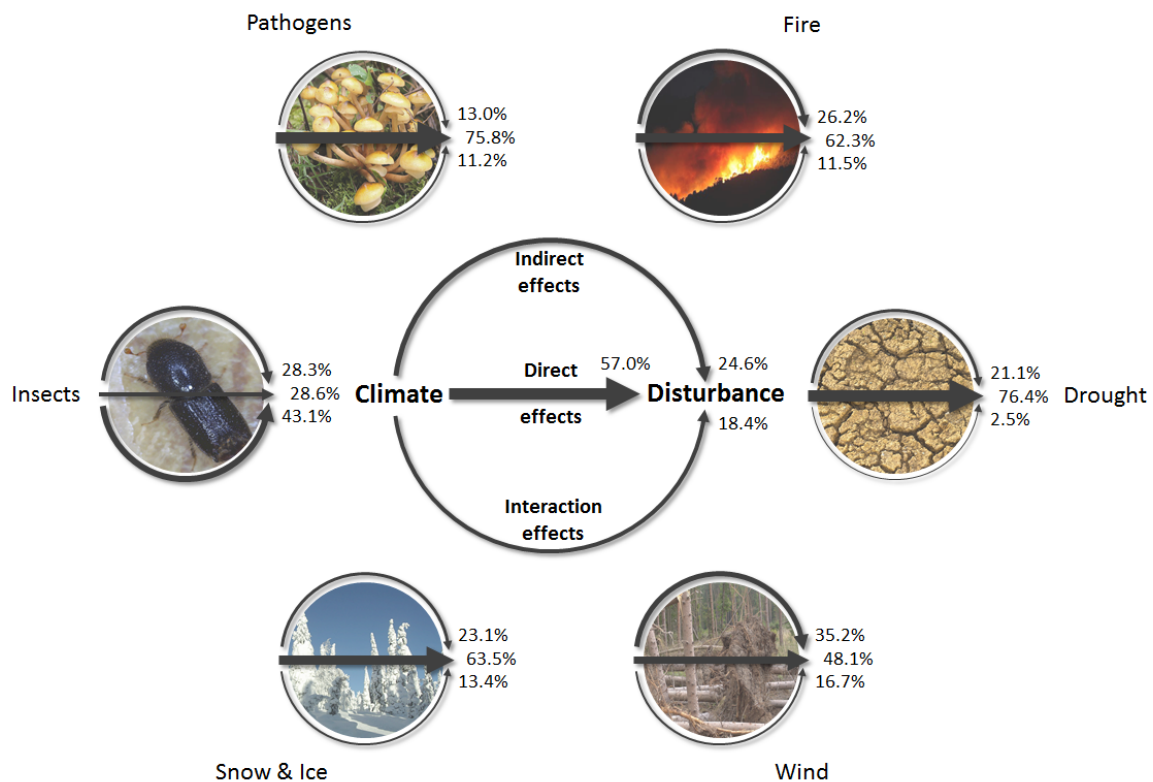 Pathogens
Fire
13.0%
75.8%
11.2%
26.2%
62.3%
11.5%
Indirect
effects
Insects
28.3%
28.6%
43.1%
Climate
Direct
effects
57.0%
Disturbance
24.6%
18.4%
21.1%
76.4%
2.5%
Drought
Interaction
effects
23.1%
63.5%
13.4%
35.2%
48.1%
16.7%
Snow & Ice
Wind